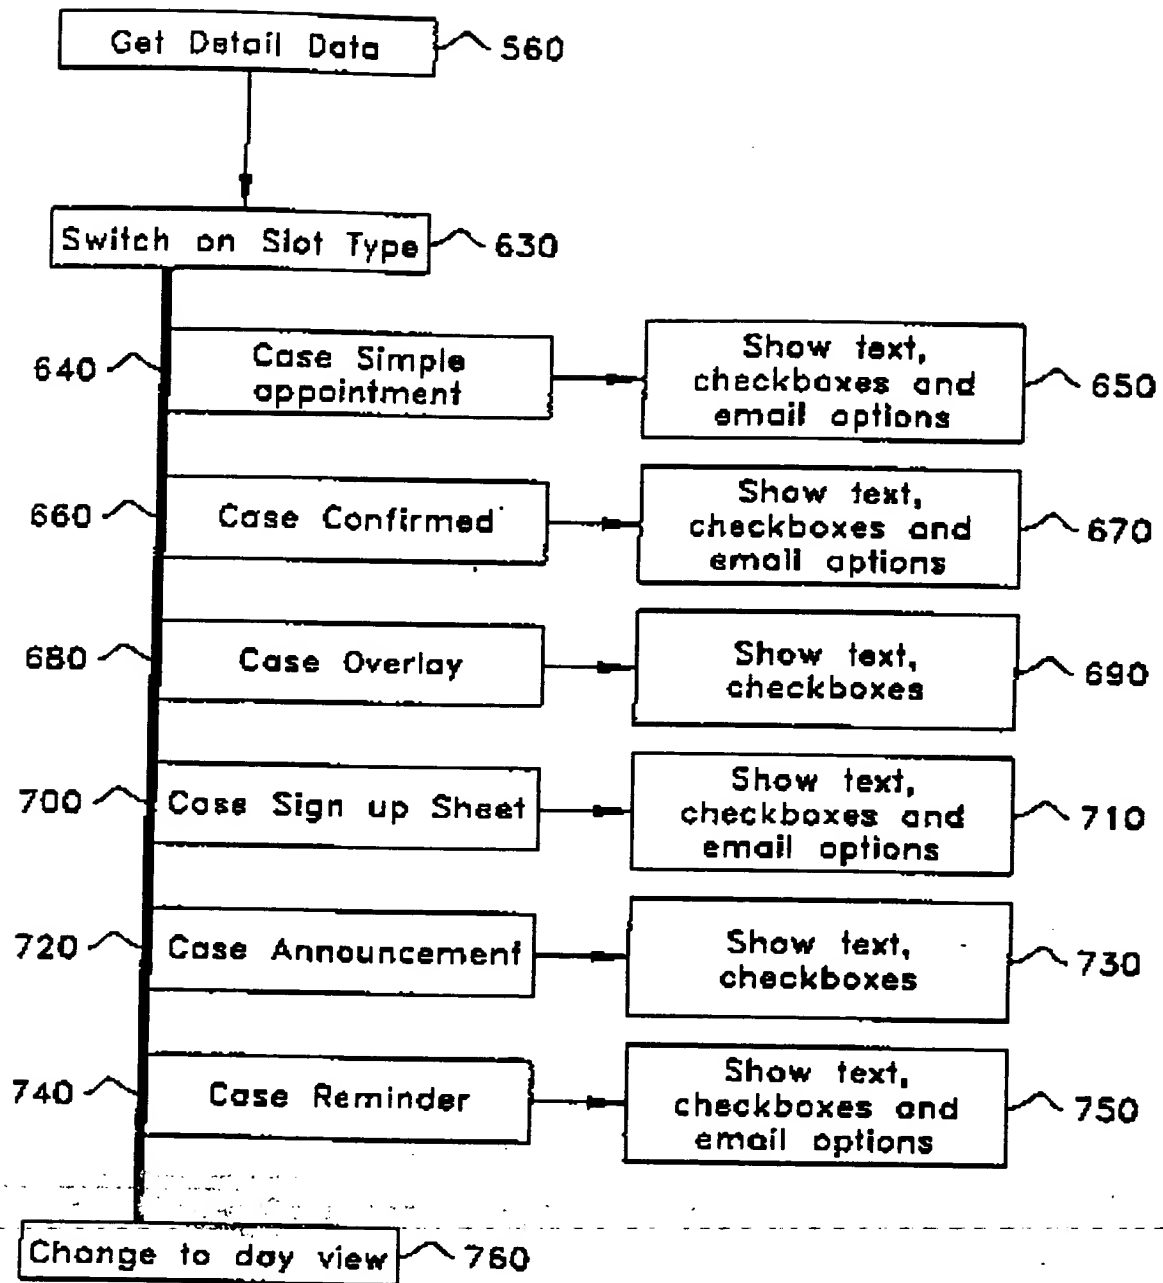 Get Detail Data 560
Switch on Slot Type 630
640
Case Simple
appointment
Show text,
checkboxes and
email options
650
660
Case Confirmed
Show text,
checkboxes and
email options
670
680
Case Overlay
Show text,
checkboxes
690
700
Case Sign up Sheet
Show text,
checkboxes and
email options
710
720
Case Announcement
Show text,
checkboxes
730
740
Case Reminder
Show text,
checkboxes and
email options
750
Change to day view 760